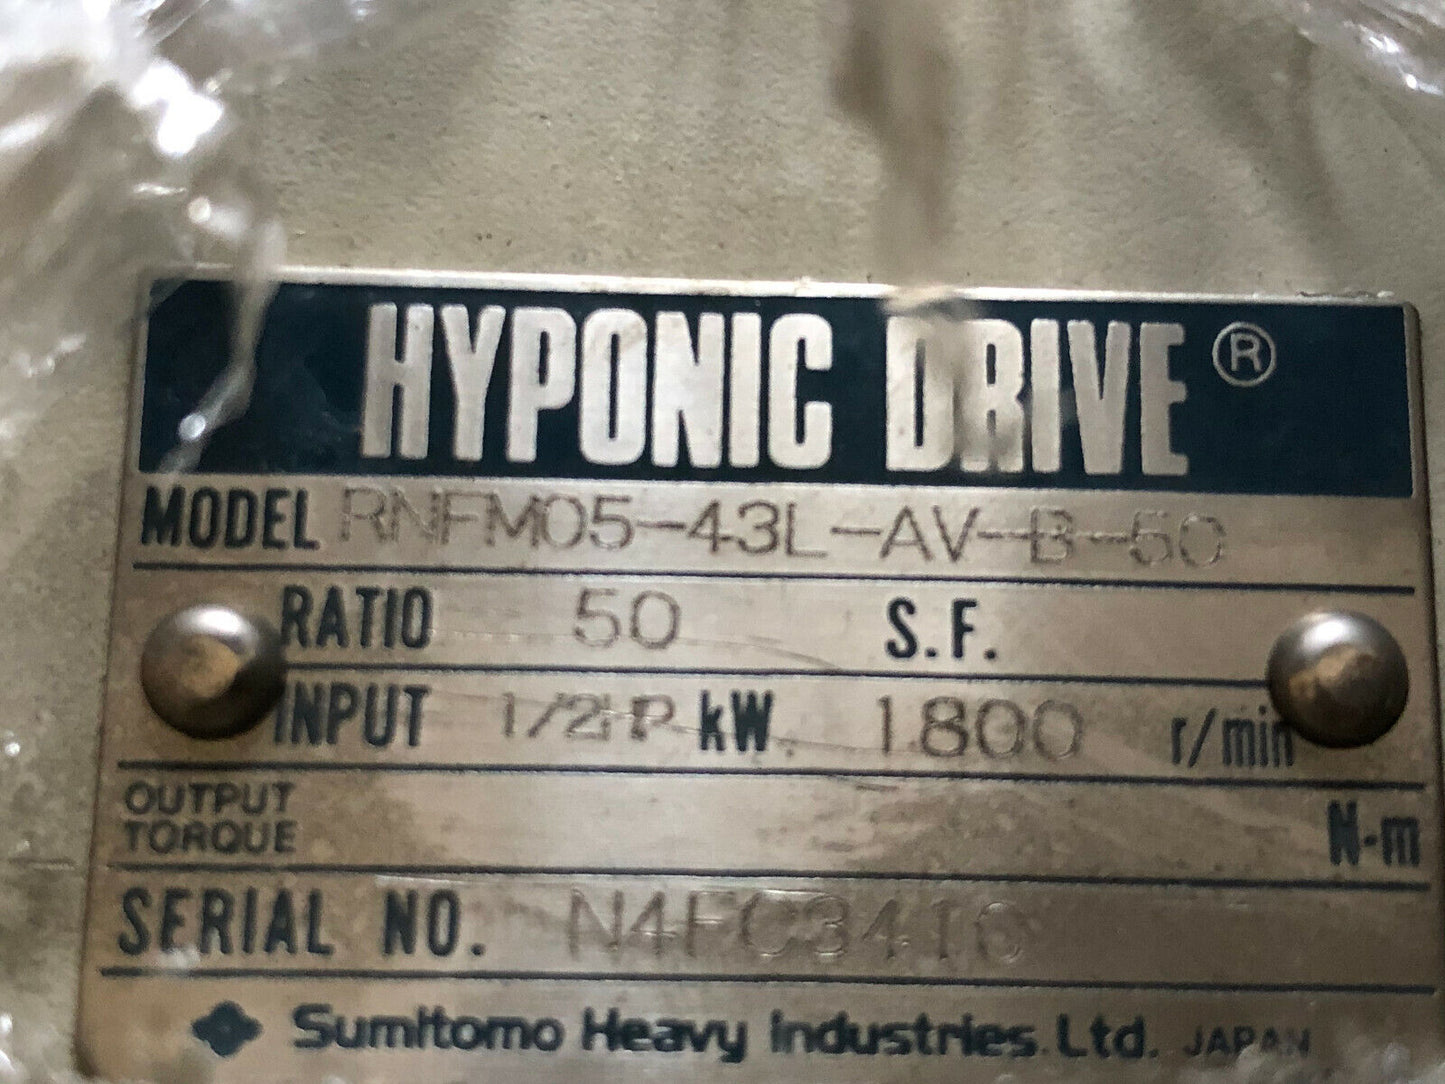 HYPONIC DRIVE ®
MODEL RNFM05-43L-AV-B-50
RATIO 50 S.F.
INPUT 1/2HP kW. 1800 r/min
OUTPUT
TORQUE N-m
SERIAL NO.
Sumitomo Heavy Industries. Ltd. JAPAN